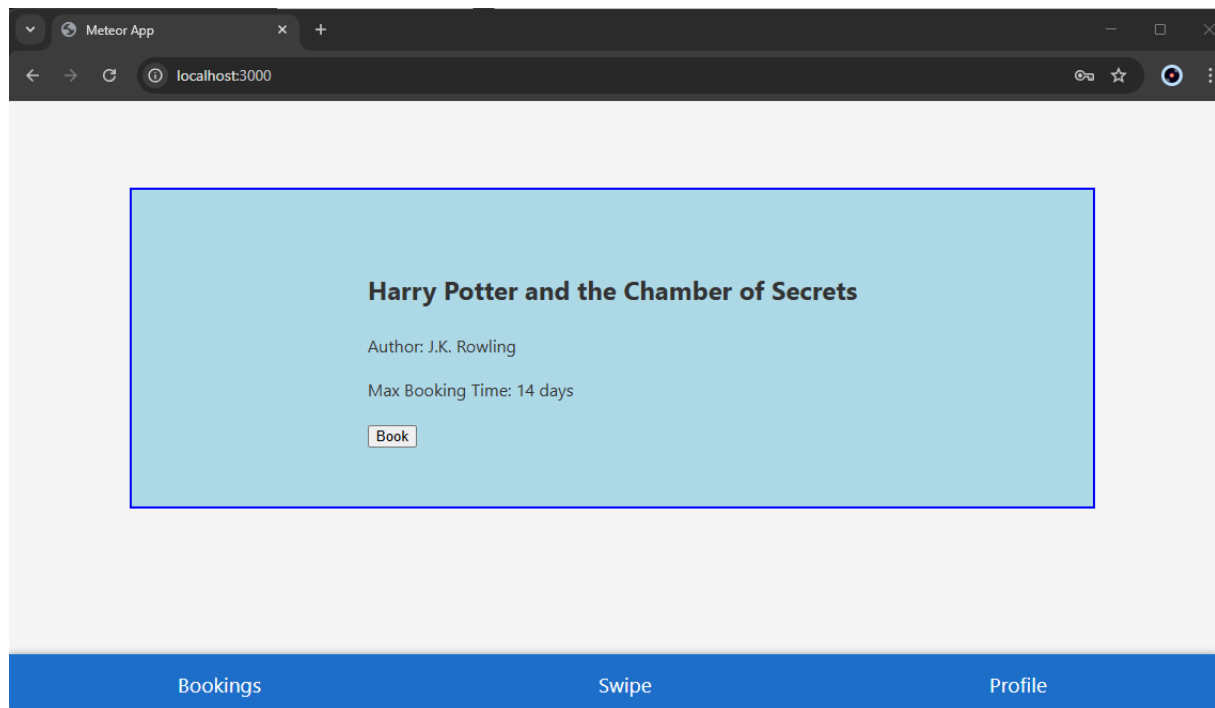 Meteor App
localhost:3000
Harry Potter and the Chamber of Secrets
Author: J.K. Rowling
Max Booking Time: 14 days
Book
Bookings Swipe Profile